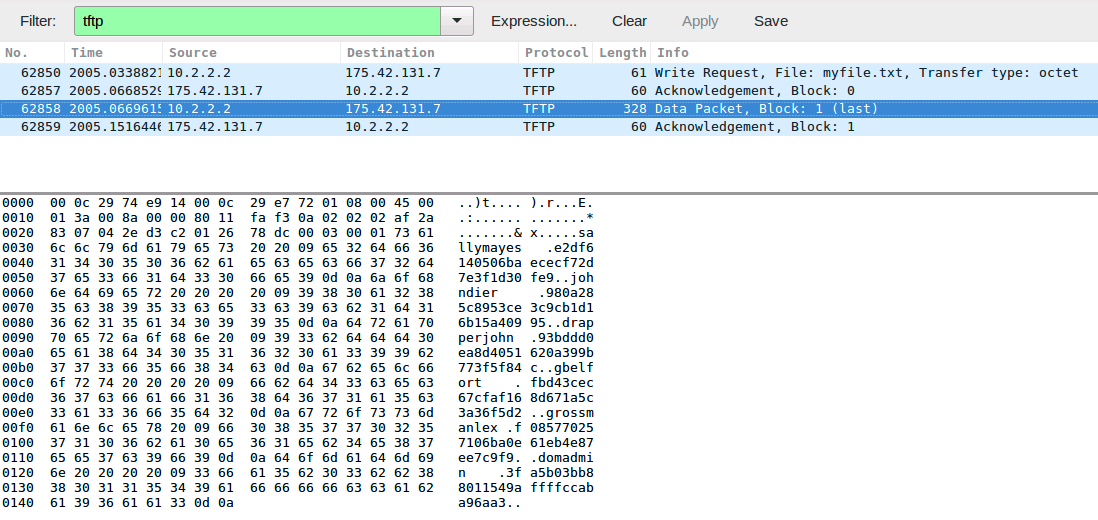 Filter: tftp Expression... Clear Apply Save
No. Time Source Destination Protocol Length Info
62850 2005.0338821 10.2.2.2 175.42.131.7 TFTP 61 Write Request, File: myfile.txt, Transfer type: octet
62857 2005.0668529 175.42.131.7 10.2.2.2 TFTP 60 Acknowledgement, Block: 0
62858 2005.0669615 10.2.2.2 175.42.131.7 TFTP 328 Data Packet, Block: 1 (last)
62859 2005.1516446 175.42.131.7 10.2.2.2 TFTP 60 Acknowledgement, Block: 1
0000 00 0c 29 74 e9 14 00 0c 29 e7 72 01 08 00 45 00 ..)t.... ).r...E.
0010 01 3a 00 8a 00 00 80 11 fa f3 0a 02 02 02 af 2a .:...... .......*
0020 83 07 04 2e d3 c2 01 26 78 dc 00 03 00 01 73 61 .......& x.....sa
0030 6c 6c 79 6d 61 79 65 73 20 20 09 65 32 64 66 36 llymayes .e2df6
0040 31 34 30 35 30 36 62 61 65 63 65 63 66 37 32 64 140506ba ececf72d
0050 37 65 33 66 31 64 33 30 66 65 39 0d 0a 6a 6f 68 7e3f1d30 fe9..joh
0060 6e 64 69 65 72 20 20 20 20 09 39 38 30 61 32 38 ndier .980a28
0070 35 63 38 39 35 33 63 65 33 63 39 63 62 31 64 31 5c8953ce 3c9cb1d1
0080 36 62 31 35 61 34 30 39 39 35 0d 0a 64 72 61 70 6b15a409 95..drap
0090 70 65 72 6a 6f 68 6e 20 09 39 33 62 64 64 64 30 perjohn .93bddd0
00a0 65 61 38 64 34 30 35 31 36 32 30 61 33 39 39 62 ea8d4051 620a399b
00b0 37 37 33 66 35 66 38 34 63 0d 0a 67 62 65 6c 66 773f5f84 c..gbelf
00c0 6f 72 74 20 20 20 20 09 66 62 64 34 33 63 65 63 ort . fbd43cec
00d0 36 37 63 66 61 66 31 36 38 64 36 37 31 61 35 63 67cfaf16 8d671a5c
00e0 33 61 33 36 66 35 64 32 0d 0a 67 72 6f 73 73 6d 3a36f5d2 ..grossm
00f0 61 6e 6c 65 78 20 09 66 30 38 35 37 37 30 32 35 anlex .f 08577025
0100 37 31 30 36 62 61 30 65 36 31 65 62 34 65 38 37 7106ba0e 61eb4e87
0110 65 65 37 63 39 66 39 0d 0a 64 6f 6d 61 64 6d 69 ee7c9f9. .domadmi
0120 6e 20 20 20 20 09 33 66 61 35 62 30 33 62 62 38 n .3f a5b03bb8
0130 38 30 31 31 35 34 39 61 66 66 66 66 63 63 61 62 8011549a ffffccab
0140 61 39 36 61 61 33 0d 0a a96aa3..